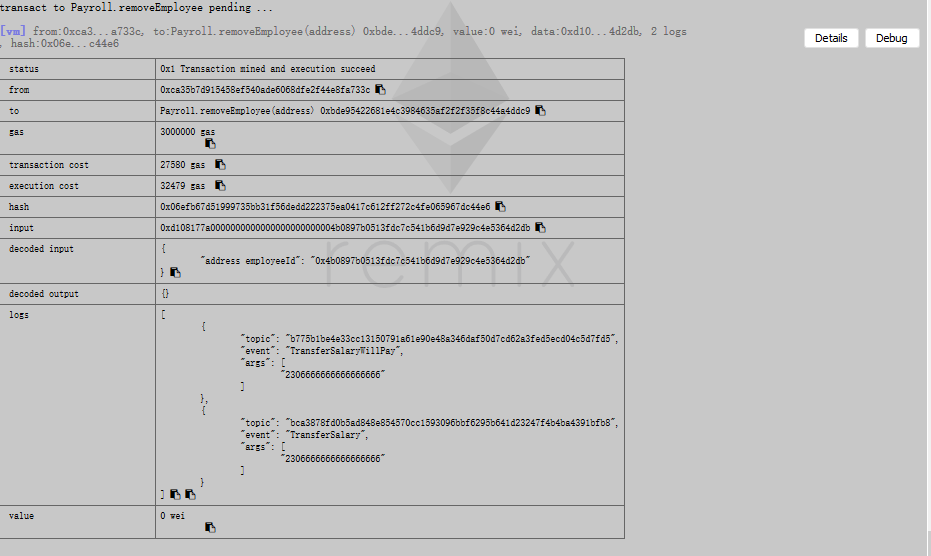 transact to Payroll.removeEmployee pending ...
[vm] from:0xca3...a733c, to:Payroll.removeEmployee(address) 0xbde...4ddc9, value:0 wei, data:0xd10...4d2db, 2 logs
, hash:0x06e...c44e6
Details
Debug
status 0x1 Transaction mined and execution succeed
from 0xca35b7d915458ef540ade6068dfe2f44e8fa733c
to Payroll.removeEmployee(address) 0xbde95422681e4c3984635af2f2f35f8c44a4ddc9
gas 3000000 gas
transaction cost 27580 gas
execution cost 32479 gas
hash 0x06efb67d51999735bb31f56dedd222375ea0417c612ff272c4fe065967dc44e6
input 0xd108177a0000000000000000000000004b0897b0513fdc7c541b6d9d7e929c4e5364d2db
decoded input {
"address employeeId": "0x4b0897b0513fdc7c541b6d9d7e929c4e5364d2db"
}
decoded output {}
logs [
{
"topic": "b775b1be4e33cc13150791a61e90e48a346daf50d7cd62a3fed5ecd04c5d7fd5",
"event": "TransferSalaryWillPay",
"args": [
"2306666666666666666"
]
},
{
"topic": "bca3878fd0b5ad848e854570cc1593096bbf6295b641d23247f4b4ba4391bfb8",
"event": "TransferSalary",
"args": [
"2306666666666666666"
]
}
]
value 0 wei
remix